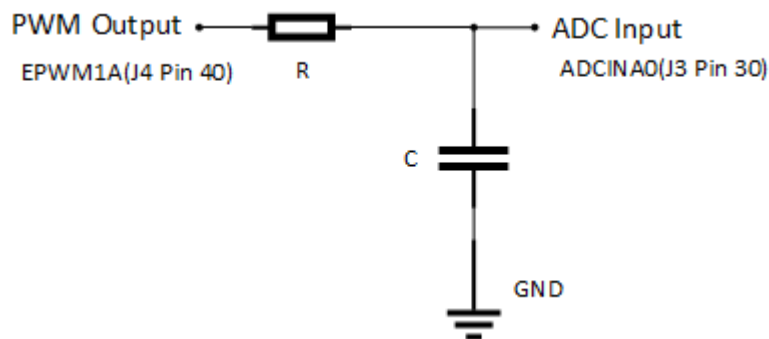 PWM Output
ADC Input
EPWM1A(J4 Pin 40)
R
ADCINA0(J3 Pin 30)
C
GND